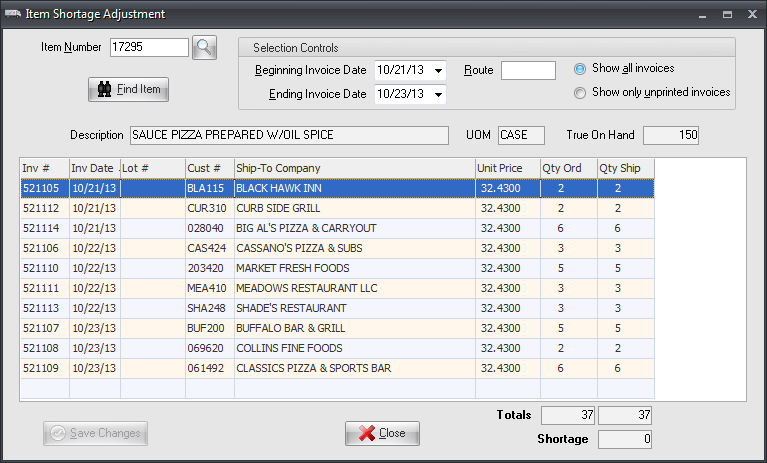 Item Shortage Adjustment
Item Number 17295
Find Item
Selection Controls
Beginning Invoice Date 10/21/13 Route Show all invoices
Ending Invoice Date 10/23/13 Show only unprinted invoices
Description SAUCE PIZZA PREPARED W/OIL SPICE UOM CASE True On Hand 150
Inv # Inv Date Lot # Cust # Ship-To Company Unit Price Qty Ord Qty Ship
521105 10/21/13 BLA115 BLACK HAWK INN 32.4300 2 2
521112 10/21/13 CUR310 CURB SIDE GRILL 32.4300 2 2
521114 10/21/13 028040 BIG AL'S PIZZA & CARRYOUT 32.4300 6 6
521106 10/22/13 CAS424 CASSANO'S PIZZA & SUBS 32.4300 3 3
521110 10/22/13 203420 MARKET FRESH FOODS 32.4300 5 5
521111 10/22/13 MEA410 MEADOWS RESTAURANT LLC 32.4300 3 3
521113 10/22/13 SHA248 SHADE'S RESTAURANT 32.4300 3 3
521107 10/23/13 BUF200 BUFFALO BAR & GRILL 32.4300 5 5
521108 10/23/13 069620 COLLINS FINE FOODS 32.4300 2 2
521109 10/23/13 061492 CLASSICS PIZZA & SPORTS BAR 32.4300 6 6
Totals 37 37
Save Changes Close Shortage 0